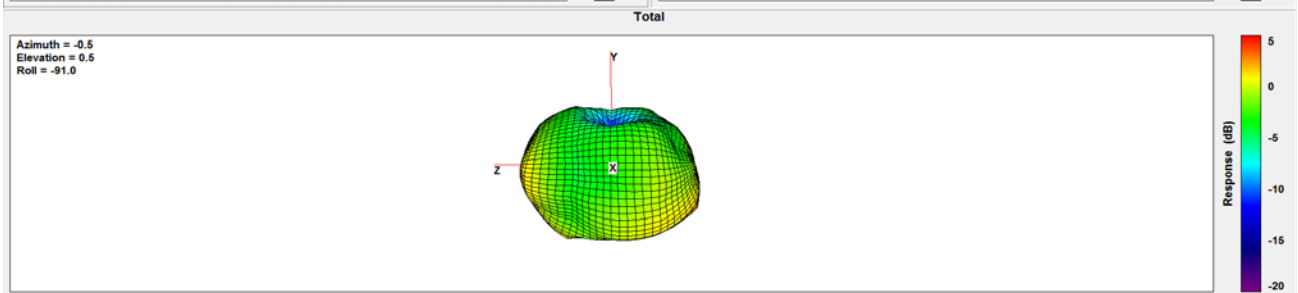 Total
Azimuth = -0.5
Elevation = 0.5
Roll = -91.0
Y
Z
X
5
0
-5
-10
-15
-20
Response (dB)